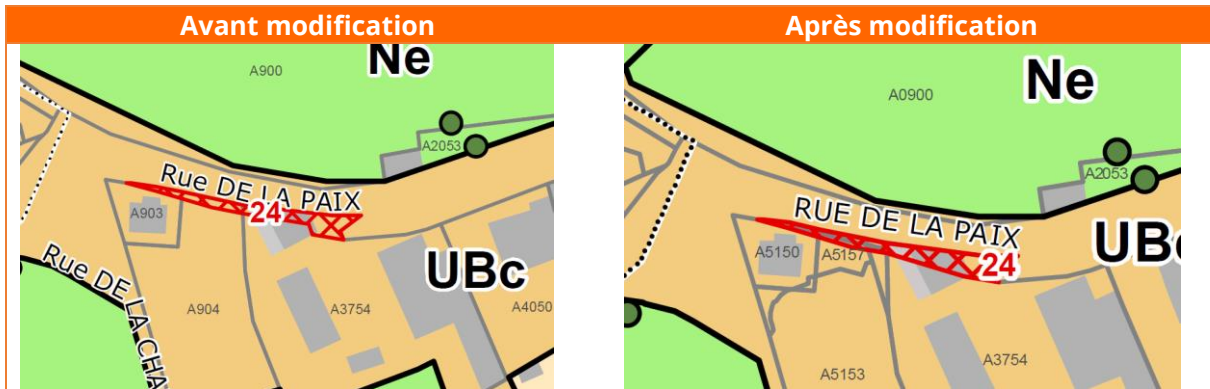 Avant modification
Après modification
Ne
A900
A2053
Rue DE LA PAIX
24
A903
UBc
Rue DE LA CHA
A904
A3754
A4050
Ne
A0900
A2053
RUE DE LA PAIX
UBc
A5150
A5157
24
A3754
A5153